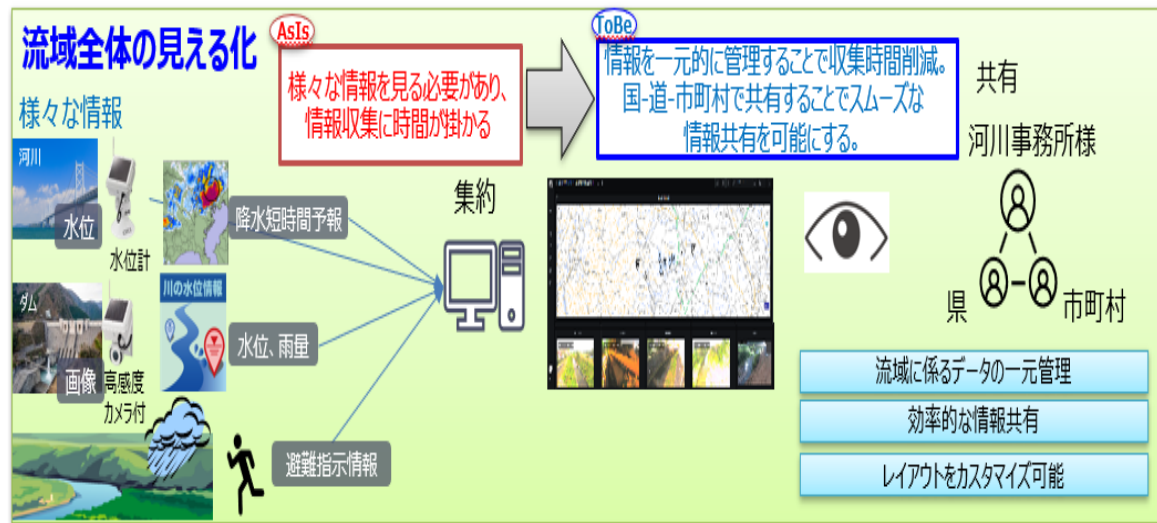 流域全体の見える化
AsIs
様々な情報を見る必要があり、
情報収集に時間が掛かる
ToBe
情報を一元的に管理することで収集時間削減。
国-道-市町村で共有することでスムーズな
情報共有を可能にする。
様々な情報
河川
水位
水位計
降水短時間予報
ダム
画像
高感度
カメラ付
川の水位情報
水位、雨量
避難指示情報
集約
共有
河川事務所様
県
市町村
流域に係るデータの一元管理
効率的な情報共有
レイアウトをカスタマイズ可能